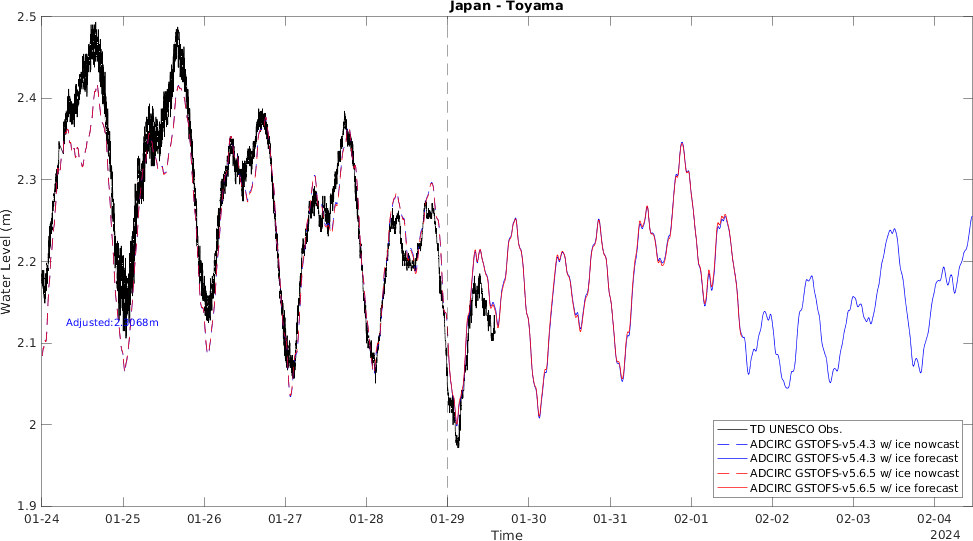 Japan - Toyama
Water Level (m)
2.5
2.4
2.3
2.2
2.1
2
1.9
Adjusted:2.
068m
TD UNESCO Obs.
ADCIRC GSTOFS-v5.4.3 w/ ice nowcast
ADCIRC GSTOFS-v5.4.3 w/ ice forecast
ADCIRC GSTOFS-v5.6.5 w/ ice nowcast
ADCIRC GSTOFS-v5.6.5 w/ ice forecast
01-24 01-25 01-26 01-27 01-28 01-29 01-30 01-31 02-01 02-02 02-03 02-04
Time
2024